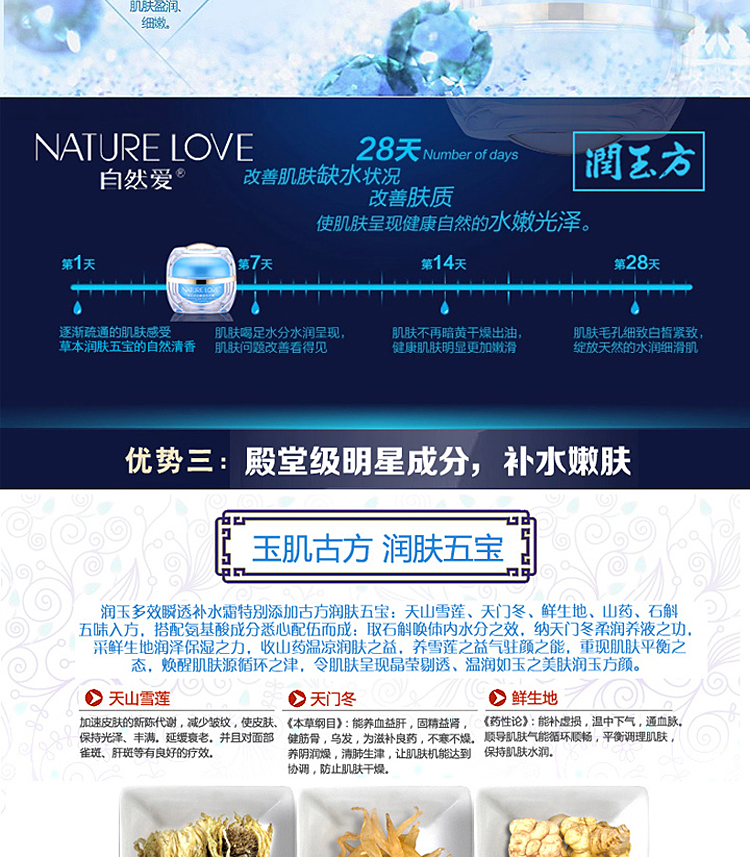 肌肤盈润、
细嫩。
NATURE LOVE
自然爱®
28天 Number of days
改善肌肤缺水状况
改善肤质
使肌肤呈现健康自然的水嫩光泽。
潤玉方
第1天
第7天
第14天
第28天
NATURE LOVE
逐渐疏通的肌肤感受
草本润肤五宝的自然清香
肌肤喝足水分水润呈现，
肌肤问题改善看得见
肌肤不再暗黄干燥出油，
健康肌肤明显更加嫩滑
肌肤毛孔细致白皙紧致，
绽放天然的水润细滑肌
优势三：殿堂级明星成分，补水嫩肤
玉肌古方 润肤五宝
润玉多效瞬透补水霜特别添加古方润肤五宝：天山雪莲、天门冬、鲜生地、山药、石斛
五味入方，搭配氨基酸成分悉心配伍而成：取石斛唤体内水分之效，纳天门冬柔润养液之功，
采鲜生地润泽保湿之力，收山药温凉润肤之益，养雪莲之益气驻颜之能，重现肌肤平衡之
态，焕醒肌肤源循环之津，令肌肤呈现晶莹剔透、温润如玉之美肤润玉方颜。
天山雪莲
加速皮肤的新陈代谢，减少皱纹，使皮肤、
保持光泽、丰满。延缓衰老。并且对面部
雀斑、肝斑等有良好的疗效。
天门冬
《本草纲目》：能养血益肝，固精益肾，
健筋骨，乌发，为滋补良药，不寒不燥。
养阴润燥，清肺生津，让肌肤机能达到
协调，防止肌肤干燥。
鲜生地
《药性论》：能补虚损，温中下气，通血脉。
顺导肌肤气能循环顺畅，平衡调理肌肤，
保持肌肤水润。